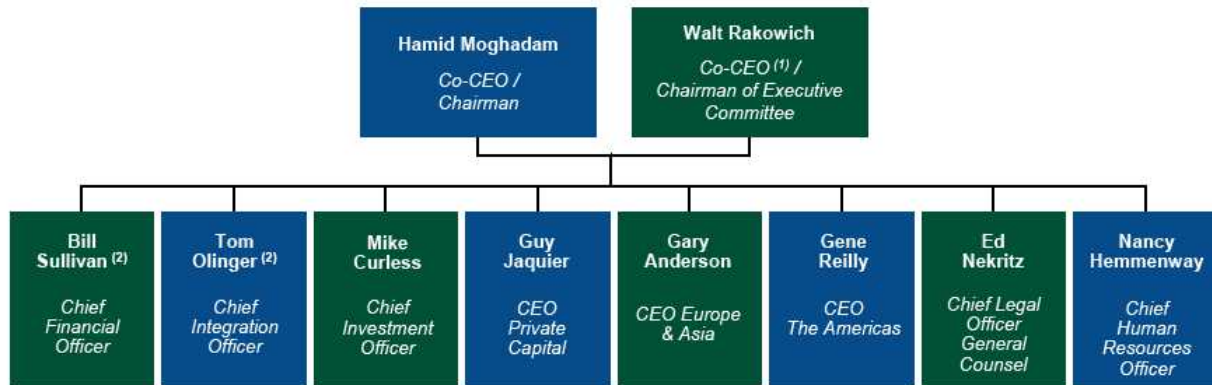 Hamid Moghadam
Co-CEO /
Chairman
Walt Rakowich
Co-CEO (1) /
Chairman of Executive
Committee
Bill
Sullivan (2)
Chief
Financial
Officer
Tom
Olinger (2)
Chief
Integration
Officer
Mike
Curless
Chief
Investment
Officer
Guy
Jaquier
CEO
Private
Capital
Gary
Anderson
CEO Europe
& Asia
Gene
Reilly
CEO
The Americas
Ed
Nekritz
Chief Legal
Officer
General
Counsel
Nancy
Hemmenway
Chief
Human
Resources
Officer